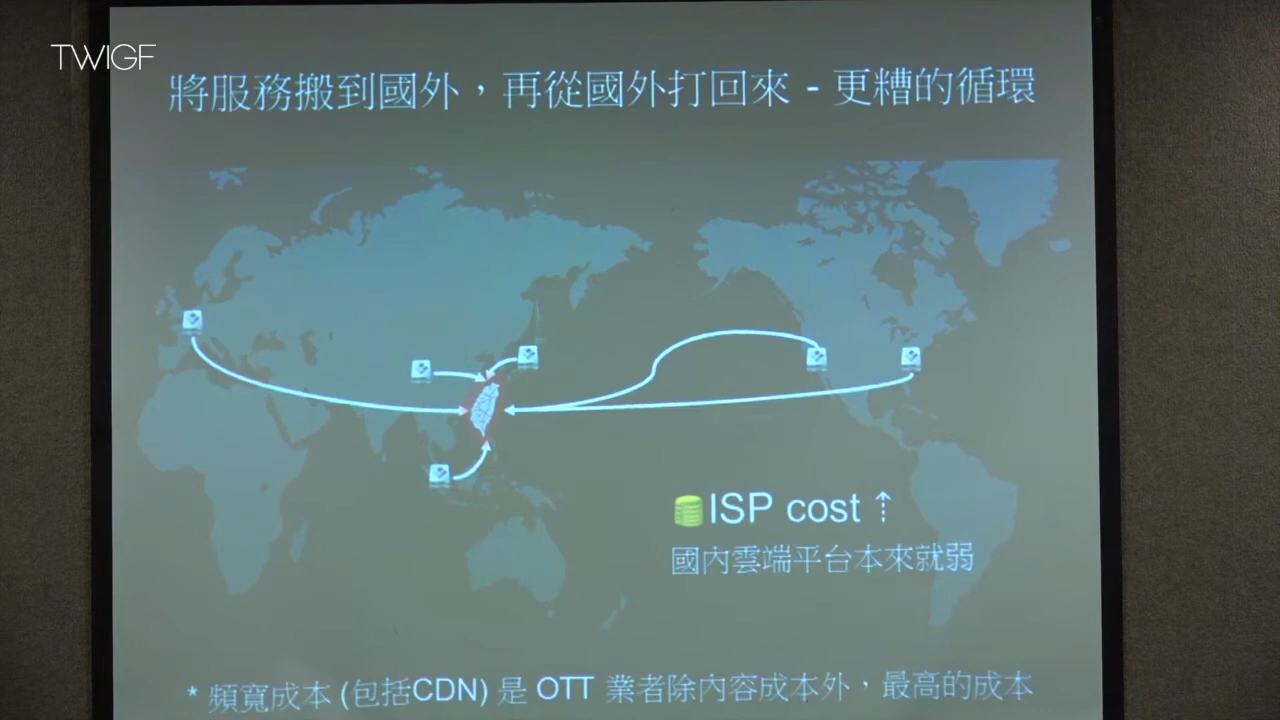 TWIGF
將服務搬到國外，再從國外打回來 - 更糟的循環
ISP cost ⇡
國內雲端平台本來就弱
* 頻寬成本 (包括CDN) 是 OTT 業者除內容成本外，最高的成本